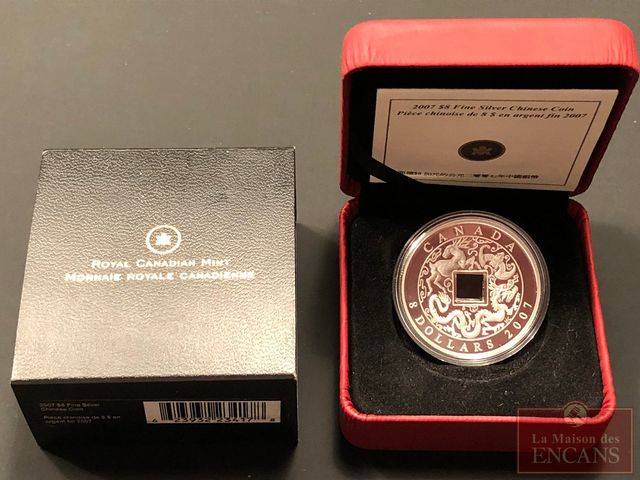 2007 $8 Fine Silver Chinese Coin
Pièce chinoise de 8 $ en argent fin 2007
CANADA
8 DOLLARS 2007
ROYAL CANADIAN MINT
MONNAIE ROYALE CANADIENNE
2007 $8 Fine Silver
Chinese Coin
Pièce chinoise de 8 $ en
argent fin 2007
La Maison des
ENCANS